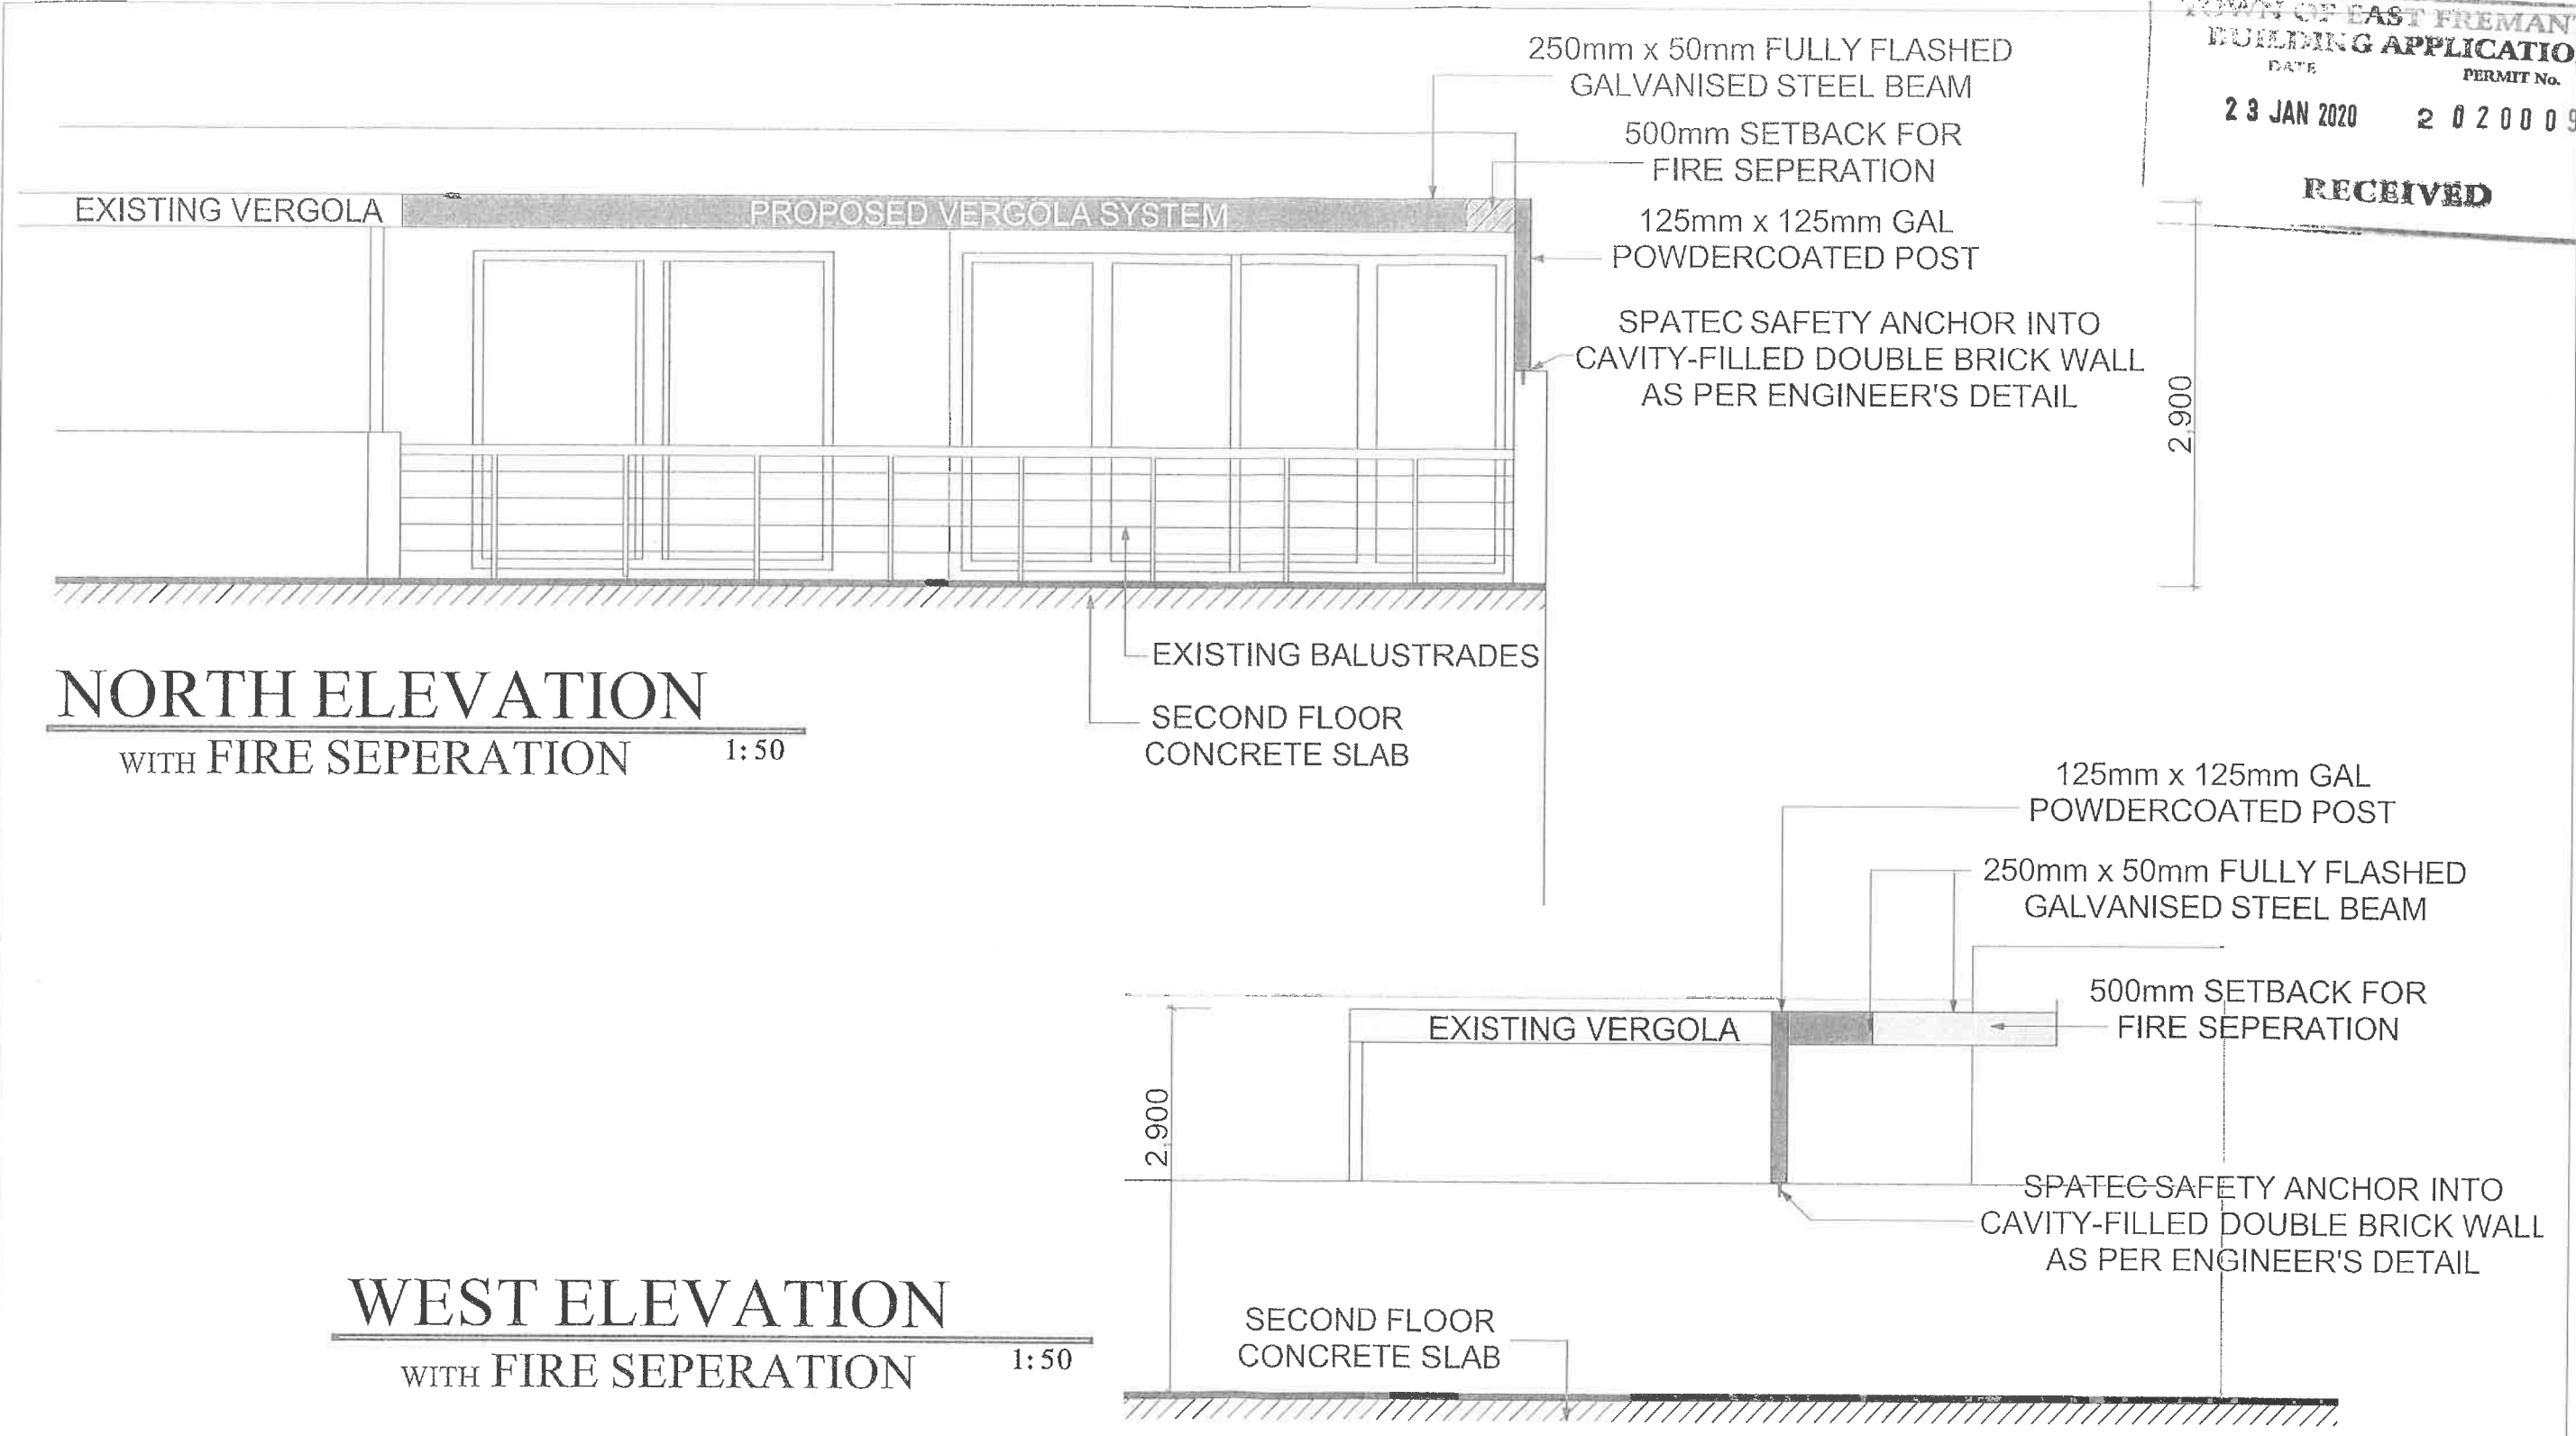 TOWN OF EAST FREMAN
BUILDING APPLICATIO
DATE
PERMIT No.
23 JAN 2020
2020009
RECEIVED
250mm x 50mm FULLY FLASHED
GALVANISED STEEL BEAM
500mm SETBACK FOR
FIRE SEPERATION
125mm x 125mm GAL
POWDERCOATED POST
SPATEC SAFETY ANCHOR INTO
CAVITY-FILLED DOUBLE BRICK WALL
AS PER ENGINEER'S DETAIL
EXISTING VERGOLA
PROPOSED VERGOLA SYSTEM
2,900
EXISTING BALUSTRADES
SECOND FLOOR
CONCRETE SLAB
NORTH ELEVATION
WITH FIRE SEPERATION 1:50
125mm x 125mm GAL
POWDERCOATED POST
250mm x 50mm FULLY FLASHED
GALVANISED STEEL BEAM
500mm SETBACK FOR
FIRE SEPERATION
EXISTING VERGOLA
2,900
SPATEC SAFETY ANCHOR INTO
CAVITY-FILLED DOUBLE BRICK WALL
AS PER ENGINEER'S DETAIL
SECOND FLOOR
CONCRETE SLAB
WEST ELEVATION
WITH FIRE SEPERATION 1:50